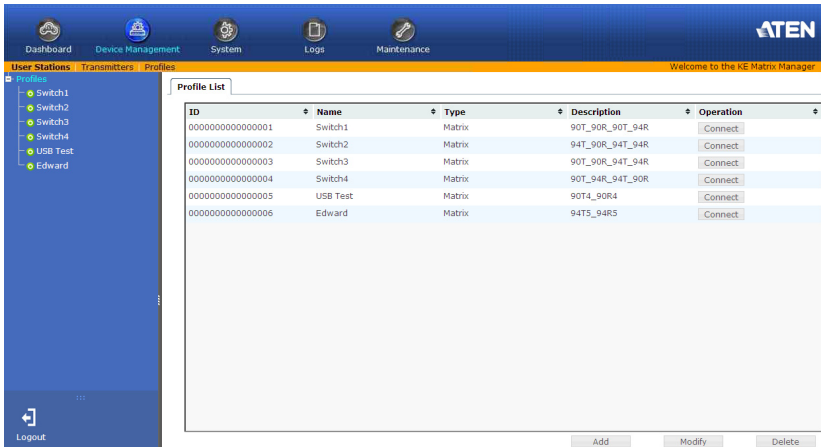 ATEN
Dashboard Device Management System Logs Maintenance
User Stations Transmitters Profiles Welcome to the KE Matrix Manager
Profiles
Switch1
Switch2
Switch3
Switch4
USB Test
Edward
Profile List
ID Name Type Description Operation
0000000000000001 Switch1 Matrix 90T_90R_90T_94R Connect
0000000000000002 Switch2 Matrix 94T_90R_94T_94R Connect
0000000000000003 Switch3 Matrix 90T_90R_94T_94R Connect
0000000000000004 Switch4 Matrix 90T_94R_94T_90R Connect
0000000000000005 USB Test Matrix 90T4_90R4 Connect
0000000000000006 Edward Matrix 94T5_94R5 Connect
Logout
Add Modify Delete